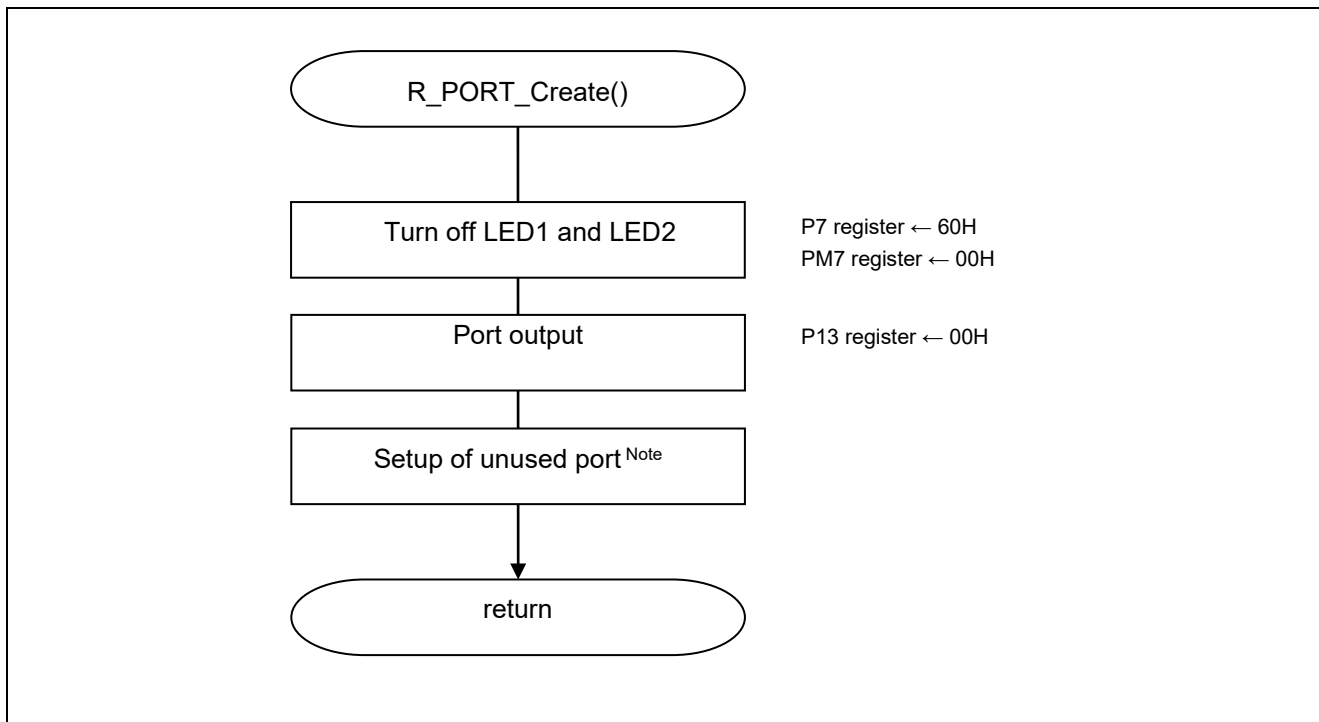 R_PORT_Create()
Turn off LED1 and LED2
P7 register ← 60H
PM7 register ← 00H
Port output
P13 register ← 00H
Setup of unused port Note
return